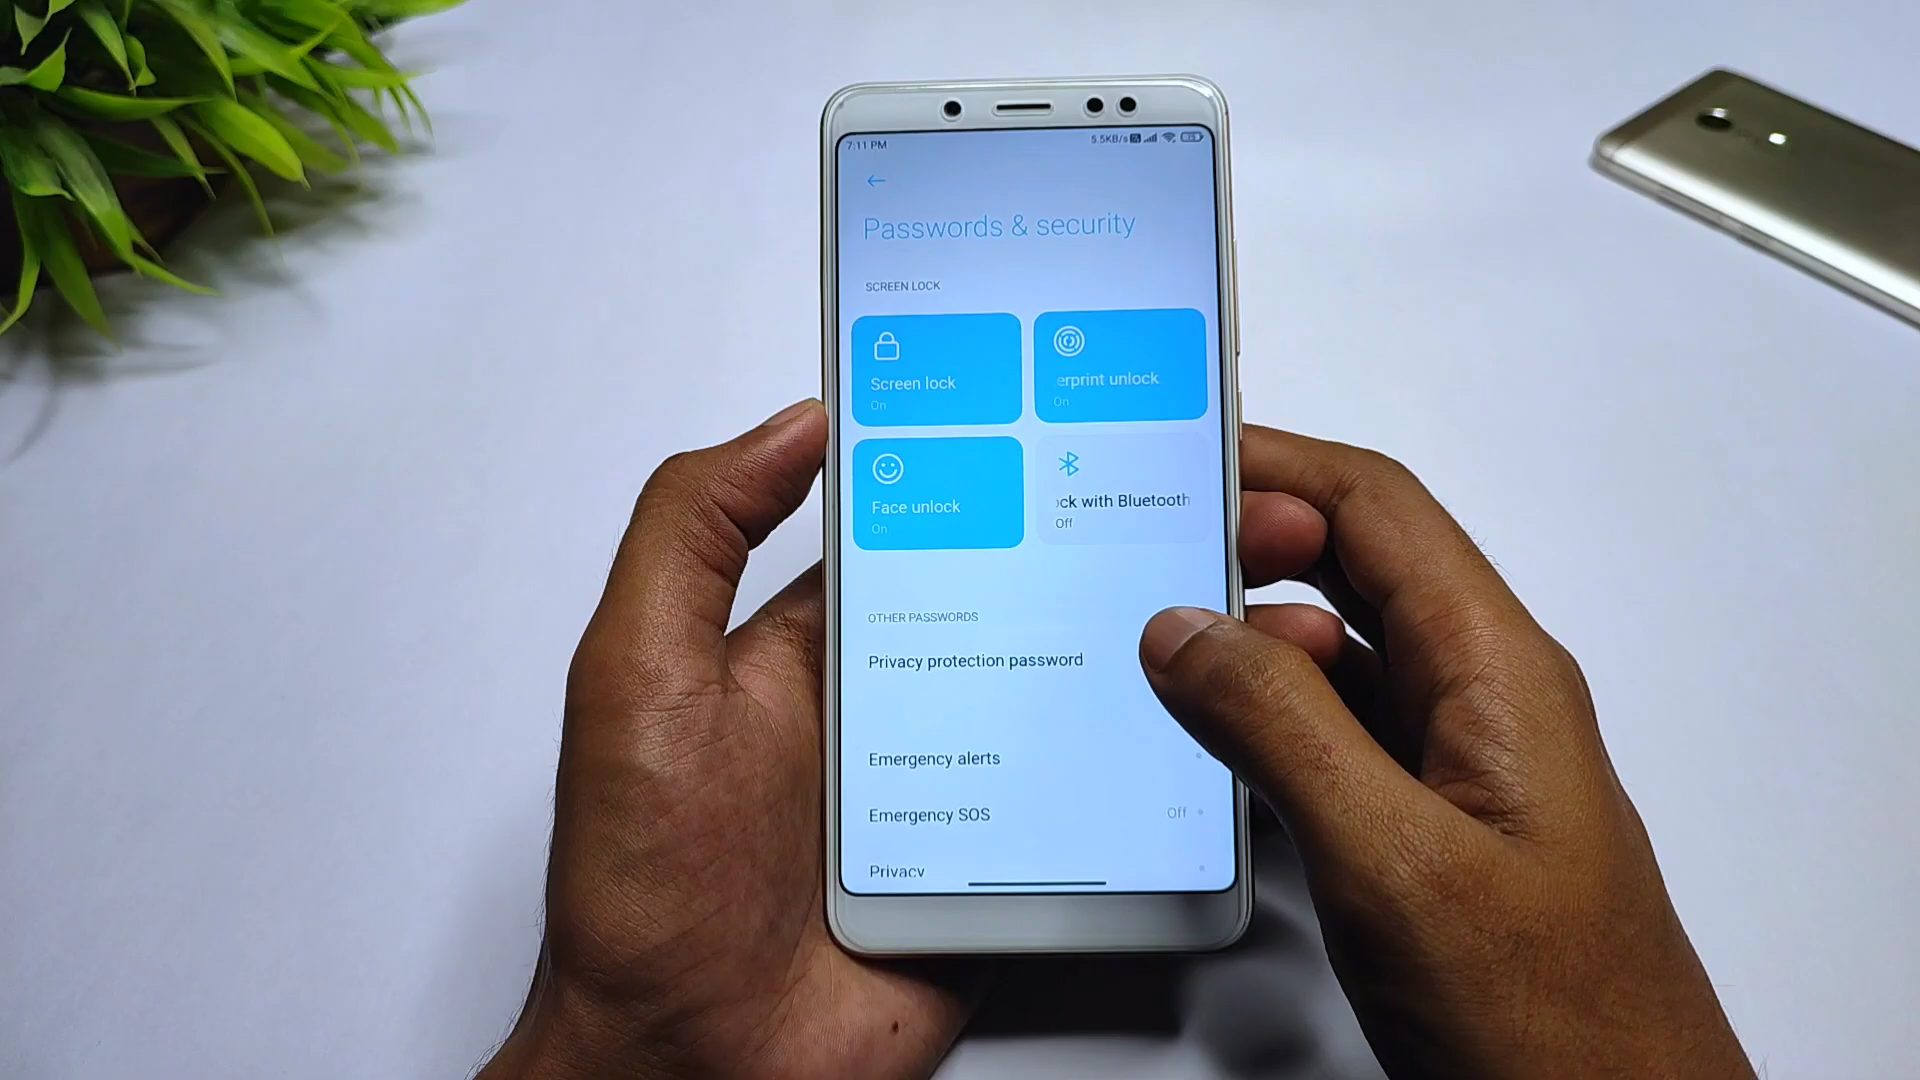 7:11 PM
5.5KB/s
Passwords & security
SCREEN LOCK
Screen lock
On
erprint unlock
On
Face unlock
On
ck with Bluetooth
Off
OTHER PASSWORDS
Privacy protection password
Emergency alerts
Emergency SOS
Off
Privacy